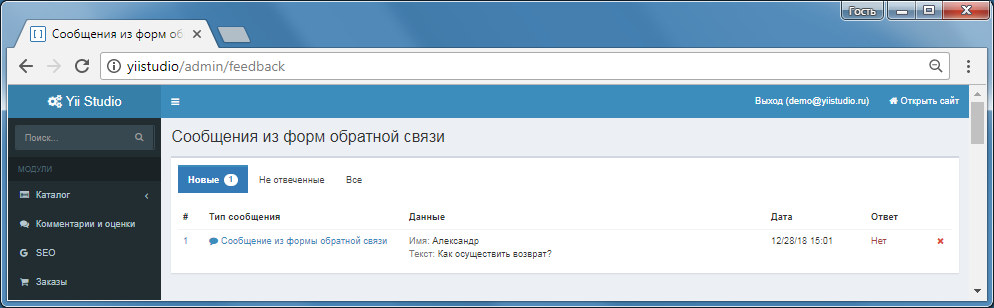 Гость
[ ] Сообщения из форм об
yiistudio/admin/feedback
Yii Studio
Выход (demo@yiistudio.ru) Открыть сайт
Поиск...
Сообщения из форм обратной связи
МОДУЛИ
Новые 1 Не отвеченные Все
Каталог
Комментарии и оценки
SEO
Заказы
# Тип сообщения Данные Дата Ответ
1 Сообщение из формы обратной связи Имя: Александр 12/28/18 15:01 Нет
Текст: Как осуществить возврат?